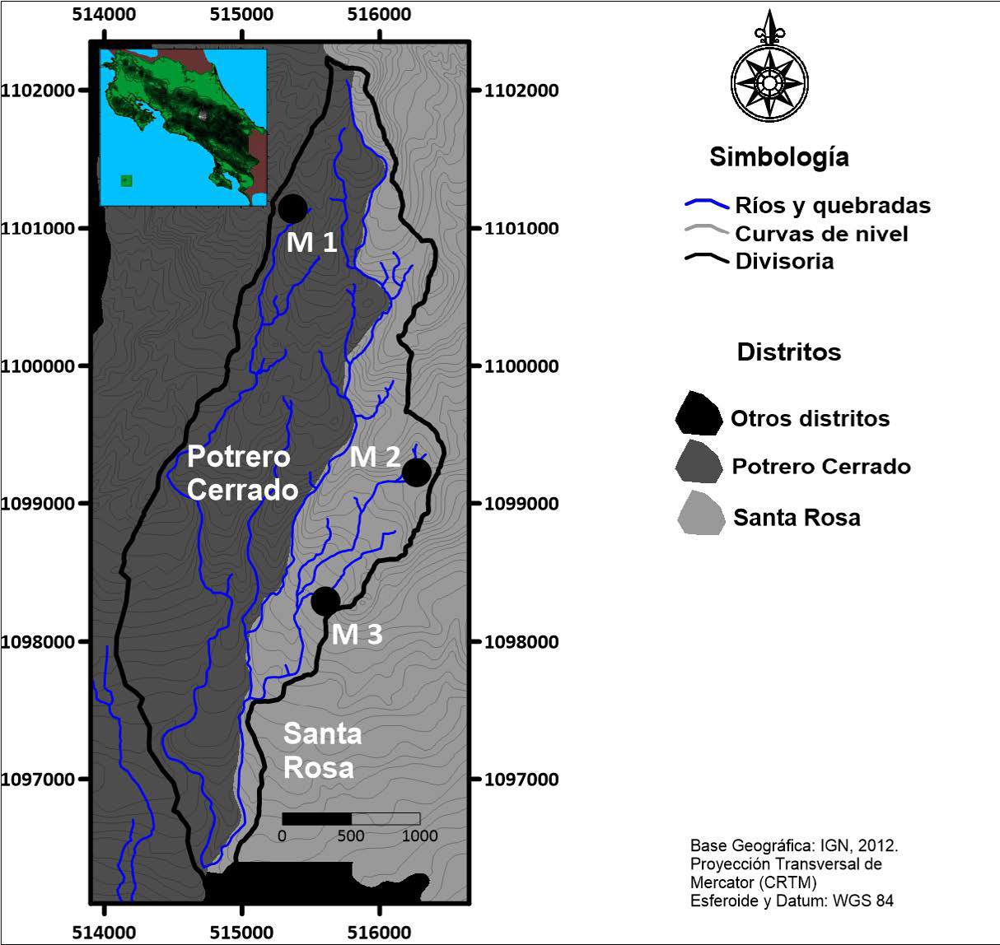 514000 515000 516000
1102000 1102000
1101000 1101000
1100000 1100000
1099000 1099000
1098000 1098000
1097000 1097000
M 1
M 2
Potrero
Cerrado
M 3
Santa
Rosa
0 500 1000
514000 515000 516000
Simbología
Ríos y quebradas
Curvas de nivel
Divisoria
Distritos
Otros distritos
Potrero Cerrado
Santa Rosa
Base Geográfica: IGN, 2012.
Proyección Transversal de
Mercator (CRTM)
Esferoide y Datum: WGS 84